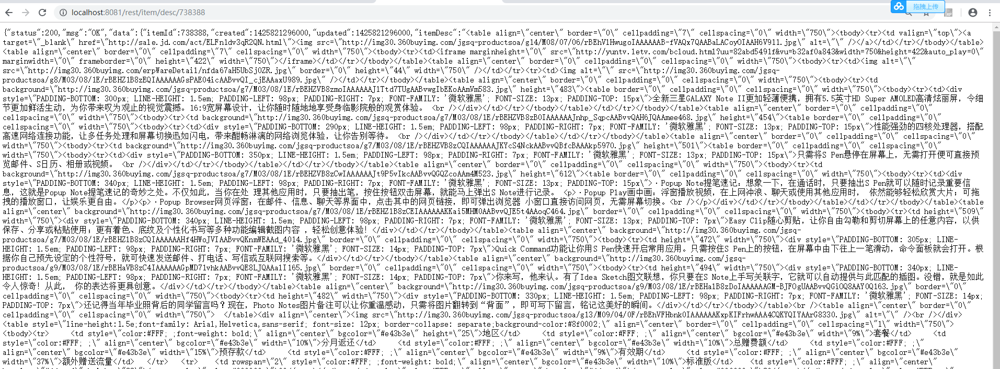 localhost:8081/rest/item/desc/738388
拖拽上传
{"status":200,"msg":"OK","data":{"itemId":738388,"created":1425821296000,"updated":1425821296000,"itemDesc":"<table align=\"center\" border=\"0\" cellpadding=\"7\" cellspacing=\"0\" width=\"750\"><tbody><tr><td valign=\"top\"><a
target=\"_blank\" href=\"http://sale.jd.com/act/ELFn1dv3qR2QN.html\"><img src=\"http://img30.360buyimg.com/jgsq-productsoa/g14/M08/07/06/rBEhVlHwugoIAAAAAAB-fVAQx7QAABaLACoyOIAAH6V911.jpg\" alt=\"\" /></a></td></tr></tbody></table>
<table align=\"center\" border=\"0\" cellpadding=\"7\" cellspacing=\"0\" width=\"750\"><tbody><tr><td><iframe marginheight=\"0\" src=\"http://yuntv.letv.com/bcloud.html?uu=82abd5491f&vu=b32af0a843&width=750&height=422&auto_play=0\"
marginwidth=\"0\" frameborder=\"0\" height=\"422\" width=\"750\"></iframe></td></tr></tbody></table><table align=\"center\" border=\"0\" cellpadding=\"0\" cellspacing=\"0\" width=\"750\"><tbody><tr><td><img alt=\"\"
src=\"http://img30.360buyimg.com/erpWareDetail/nfda67aH5UbSj0ZR.jpg\" border=\"0\" height=\"44\" width=\"750\" /></td></tr><tr><td><img alt=\"\" src=\"http://img30.360buyimg.com/jgsq-
productsoa/g8/M03/08/1E/rBEHZ1B8zEQIAAAAAAGsPAE04icAABvvQI_cjEAAaxU989.jpg\" /></td></tr></tbody></table><table align=\"center\" border=\"0\" cellpadding=\"0\" cellspacing=\"0\" width=\"750\"><tbody><tr><td
background=\"http://img30.360buyimg.com/jgsq-productsoa/g7/M03/08/1E/rBEHZVB8zmoIAAAAAAJ1Ttd7TUgAABvwgIbEKoAAmVm583.jpg\" height=\"483\"><table border=\"0\" cellpadding=\"0\" cellspacing=\"0\" width=\"750\"><tbody><tr><td><div
style=\"PADDING-BOTTOM: 300px; LINE-HEIGHT: 1.5em; PADDING-LEFT: 98px; PADDING-RIGHT: 7px; FONT-FAMILY: '微软雅黑'; FONT-SIZE: 13px; PADDING-TOP: 15px\">全新三星GALAXY Note II更加轻薄便携，拥有5.5英寸HD Super AMOLED高清炫丽屏，令细
节更加鲜活生动，为你带来叹为观止的视觉震撼。16:9宽屏幕设计，让你随时随地地享受身临影院般的观赏体验。 <br /></div></td></tr></tbody></table></td></tr></tbody></table><table align=\"center\" border=\"0\" cellpadding=\"0\"
cellspacing=\"0\" width=\"750\"><tbody><tr><td background=\"http://img30.360buyimg.com/jgsq-productsoa/g7/M03/08/1E/rBEHZVB8zB0IAAAAAAJnhp_SqpcAABvvQAH6JQAAmee468.jpg\" height=\"454\"><table border=\"0\" cellpadding=\"0\"
cellspacing=\"0\" width=\"750\"><tbody><tr><td><div style=\"PADDING-BOTTOM: 290px; LINE-HEIGHT: 1.5em; PADDING-LEFT: 98px; PADDING-RIGHT: 7px; FONT-FAMILY: '微软雅黑'; FONT-SIZE: 13px; PADDING-TOP: 15px\">性能强劲的四核处理器，搭配
高速网络连接功能，让多任务处理和屏幕切换迅如闪电，带来酣畅淋漓的网络浏览体验，让你告别等待。 <br /></div></td></tr></tbody></table></td></tr></tbody></table><table align=\"center\" border=\"0\" cellpadding=\"0\" cellspacing=\"0\"
width=\"750\"><tbody><tr><td background=\"http://img30.360buyimg.com/jgsq-productsoa/g7/M03/08/1E/rBEHZVB8zCQIAAAAAAJKYcS4NckAABvvQBfcBAAAkp5970.jpg\" height=\"501\"><table border=\"0\" cellpadding=\"0\" cellspacing=\"0\"
width=\"750\"><tbody><tr><td><div style=\"PADDING-BOTTOM: 350px; LINE-HEIGHT: 1.5em; PADDING-LEFT: 98px; PADDING-RIGHT: 7px; FONT-FAMILY: '微软雅黑'; FONT-SIZE: 13px; PADDING-TOP: 15px\">只需将S Pen悬停在屏幕上，无需打开便可直接预
览邮件、S日历、相册或视频。 <br /></div></td></tr></tbody></table></td></tr></tbody></table><table align=\"center\" border=\"0\" cellpadding=\"0\" cellspacing=\"0\" width=\"750\"><tbody><tr><td
background=\"http://img30.360buyimg.com/jgsq-productsoa/g7/M03/08/1E/rBEHZVB8zCwIAAAAAAJt9P5vIkcAABvvQGQZcoAAm4M523.jpg\" height=\"612\"><table border=\"0\" cellpadding=\"0\" cellspacing=\"0\" width=\"750\"><tbody><tr><td><div
style=\"PADDING-BOTTOM: 340px; LINE-HEIGHT: 1.5em; PADDING-LEFT: 98px; PADDING-RIGHT: 7px; FONT-FAMILY: '微软雅黑'; FONT-SIZE: 13px; PADDING-TOP: 15px\">·Popup Note提笔速记：想象一下，在通话时，只要抽出S Pen就可以随时记录重要信
息，这就是Popup Note提笔速记的奇妙之处。不仅如此，当你在处 理其他应用时，只要抽出笔，按住按钮双击屏幕，就能马上弹出S Note进行记录。 <p>·Popup Play画中画：浮窗播放视频，在上网冲浪、聊天或使用其他应用时， 依然能够轻松欣赏大片；可拖
拽的播放窗口，让娱乐更自由。</p><p>·Popup Browser网页浮窗：在邮件、信息、聊天等界面中，点击其中的网页链接，即可弹出浏览器 小窗口直接访问网页，无需屏幕切换。<br /></p></div></td></tr></tbody></table></td></tr></tbody></table><table
align=\"center\" background=\"http://img30.360buyimg.com/jgsq-productsoa/g7/M03/08/1E/rBEHZ1B8zCEIAAAAAAKKai5MHM0AABvvQJE5t4AAoqC464.jpg\" border=\"0\" cellpadding=\"0\" cellspacing=\"0\" width=\"750\"><tbody><tr><td height=\"509\"
width=\"750\"><div style=\"PADDING-BOTTOM: 340px; LINE-HEIGHT: 1.5em; PADDING-LEFT: 98px; PADDING-RIGHT: 7px; FONT-FAMILY: '微软雅黑'; FONT-SIZE: 13px; PADDING-TOP: 7px\">Easy Clip随心剪贴，让你自由勾勒和剪切屏幕上的任意内容，以供
保存、分享或粘贴使用；更有着色、底纹及个性化书写等多种功能编辑截图内容 ，轻松创意体验！</div></td></tr></tbody></table><table align=\"center\" background=\"http://img30.360buyimg.com/jgsq-
productsoa/g7/M03/08/1E/rBEHZ1B8zCQIAAAAAAHf4HWoJVIAABvvQKnmWEAAd_4014.jpg\" border=\"0\" cellpadding=\"0\" cellspacing=\"0\" width=\"750\"><tbody><tr><td height=\"472\" width=\"750\"><div style=\"PADDING-BOTTOM: 305px; LINE-
HEIGHT: 1.5em; PADDING-LEFT: 98px; PADDING-RIGHT: 7px; FONT-FAMILY: '微软雅黑'; FONT-SIZE: 14px; PADDING-TOP: 7px\">Quick Command功能让你用S Pen快速开启常用应用。只需按住S Pen上的按钮，在屏幕中由下往上一笔滑动，命令面板就会打开。根
据你自己预先设定的个性符号，就可快速发送邮件、打电话、写信或互联网搜索等。</div></td></tr></tbody></table><table align=\"center\" background=\"http://img30.360buyimg.com/jgsq-
productsoa/g9/M03/08/1E/rBEHaVB8zC4IAAAAAAGpMD71vhkAABvvQE8LJQAAa1I165.jpg\" border=\"0\" cellpadding=\"0\" cellspacing=\"0\" width=\"750\"><tbody><tr><td height=\"494\" width=\"750\"><div style=\"PADDING-BOTTOM: 340px; LINE-
HEIGHT: 1.5em; PADDING-LEFT: 98px; PADDING-RIGHT: 7px; FONT-FAMILY: '微软雅黑'; FONT-SIZE: 14px; PADDING-TOP: 7px\">你来写，他来认。有了Idea Sketch图文联想，你只要在S Note上手写关联字，它就可以自动提供与此匹配的插图。没错，就是如此
令人惊奇！从此， 你的表达将更具创意。</div></td></tr></tbody></table><table align=\"center\" background=\"http://img30.360buyimg.com/jgsq-productsoa/g9/M03/08/1E/rBEHalB8zDoIAAAAAAGM-BJFOgUAABvvQGiOQ8AAY0Q163.jpg\" border=\"0\"
cellpadding=\"0\" cellspacing=\"0\" width=\"750\"><tbody><tr><td height=\"482\" width=\"750\"><div style=\"PADDING-BOTTOM: 330px; LINE-HEIGHT: 1.5em; PADDING-LEFT: 98px; PADDING-RIGHT: 7px; FONT-FAMILY: '微软雅黑'; FONT-SIZE: 14px;
PADDING-TOP: 7px\">还记得当年毕业照背后的同学留言吗？现在，Photo Notes图片备注可以让你重温感动，只需将图片翻转到“背面”，即可写下留言，铭记这美好的瞬间。</div></td></tr></tbody></table><br /><table align=\"center\" border=\"0\"
cellpadding=\"0\" cellspacing=\"0\" width=\"750\"> </table><div align=\"center\"><img src=\"http://img30.360buyimg.com/jgsq-productsoa/g13/M09/04/0F/rBEhVFHbnk0IAAAAAAKxpKIFrhwAAA4CQKYQIYAArG8330.jpg\" alt=\"\" /><br /></div>
<table style=\"line-height:1.5e;font-family: Arial,Helvetica,sans-serif; font-size: 12px; border-collapse: separate;background-color:#8f0002;\" align=\"center\" border=\"0\" cellpadding=\"0\" cellspacing=\"1\" width=\"750\">
<tbody><tr> <td style=\"color:#FFF; ;font-weight: bold;\" align=\"center\" bgcolor=\"#e43b3e\" height=\"25\">地区</td> <td style=\"color:#FFF; ;\" align=\"center\" bgcolor=\"#e43b3e\" width=\"9%\">套餐</td> <td
style=\"color:#FFF; ;\" align=\"center\" bgcolor=\"#e43b3e\" width=\"10%\">分月返还</td> <td style=\"color:#FFF; ;\" align=\"center\" bgcolor=\"#e43b3e\" width=\"10%\">总赠费额</td> <td style=\"color:#FFF; ;\"
align=\"center\" bgcolor=\"#e43b3e\" width=\"15%\">预存款</td> <td style=\"color:#FFF; ;\" align=\"center\" bgcolor=\"#e43b3e\" width=\"9%\">有效期</td> <td style=\"color:#FFF; ;\" align=\"center\" bgcolor=\"#e43b3e\"
width=\"37%\">额外赠送流量</td> </tr> <tr> <td rowspan=\"2\" style=\"color:#FFF; ;font-weight: bold;\" align=\"center\" bgcolor=\"#e43b3e\" width=\"10%\">标准版</td> <td style=\"color:#FFF; ;\" align=\"center\"